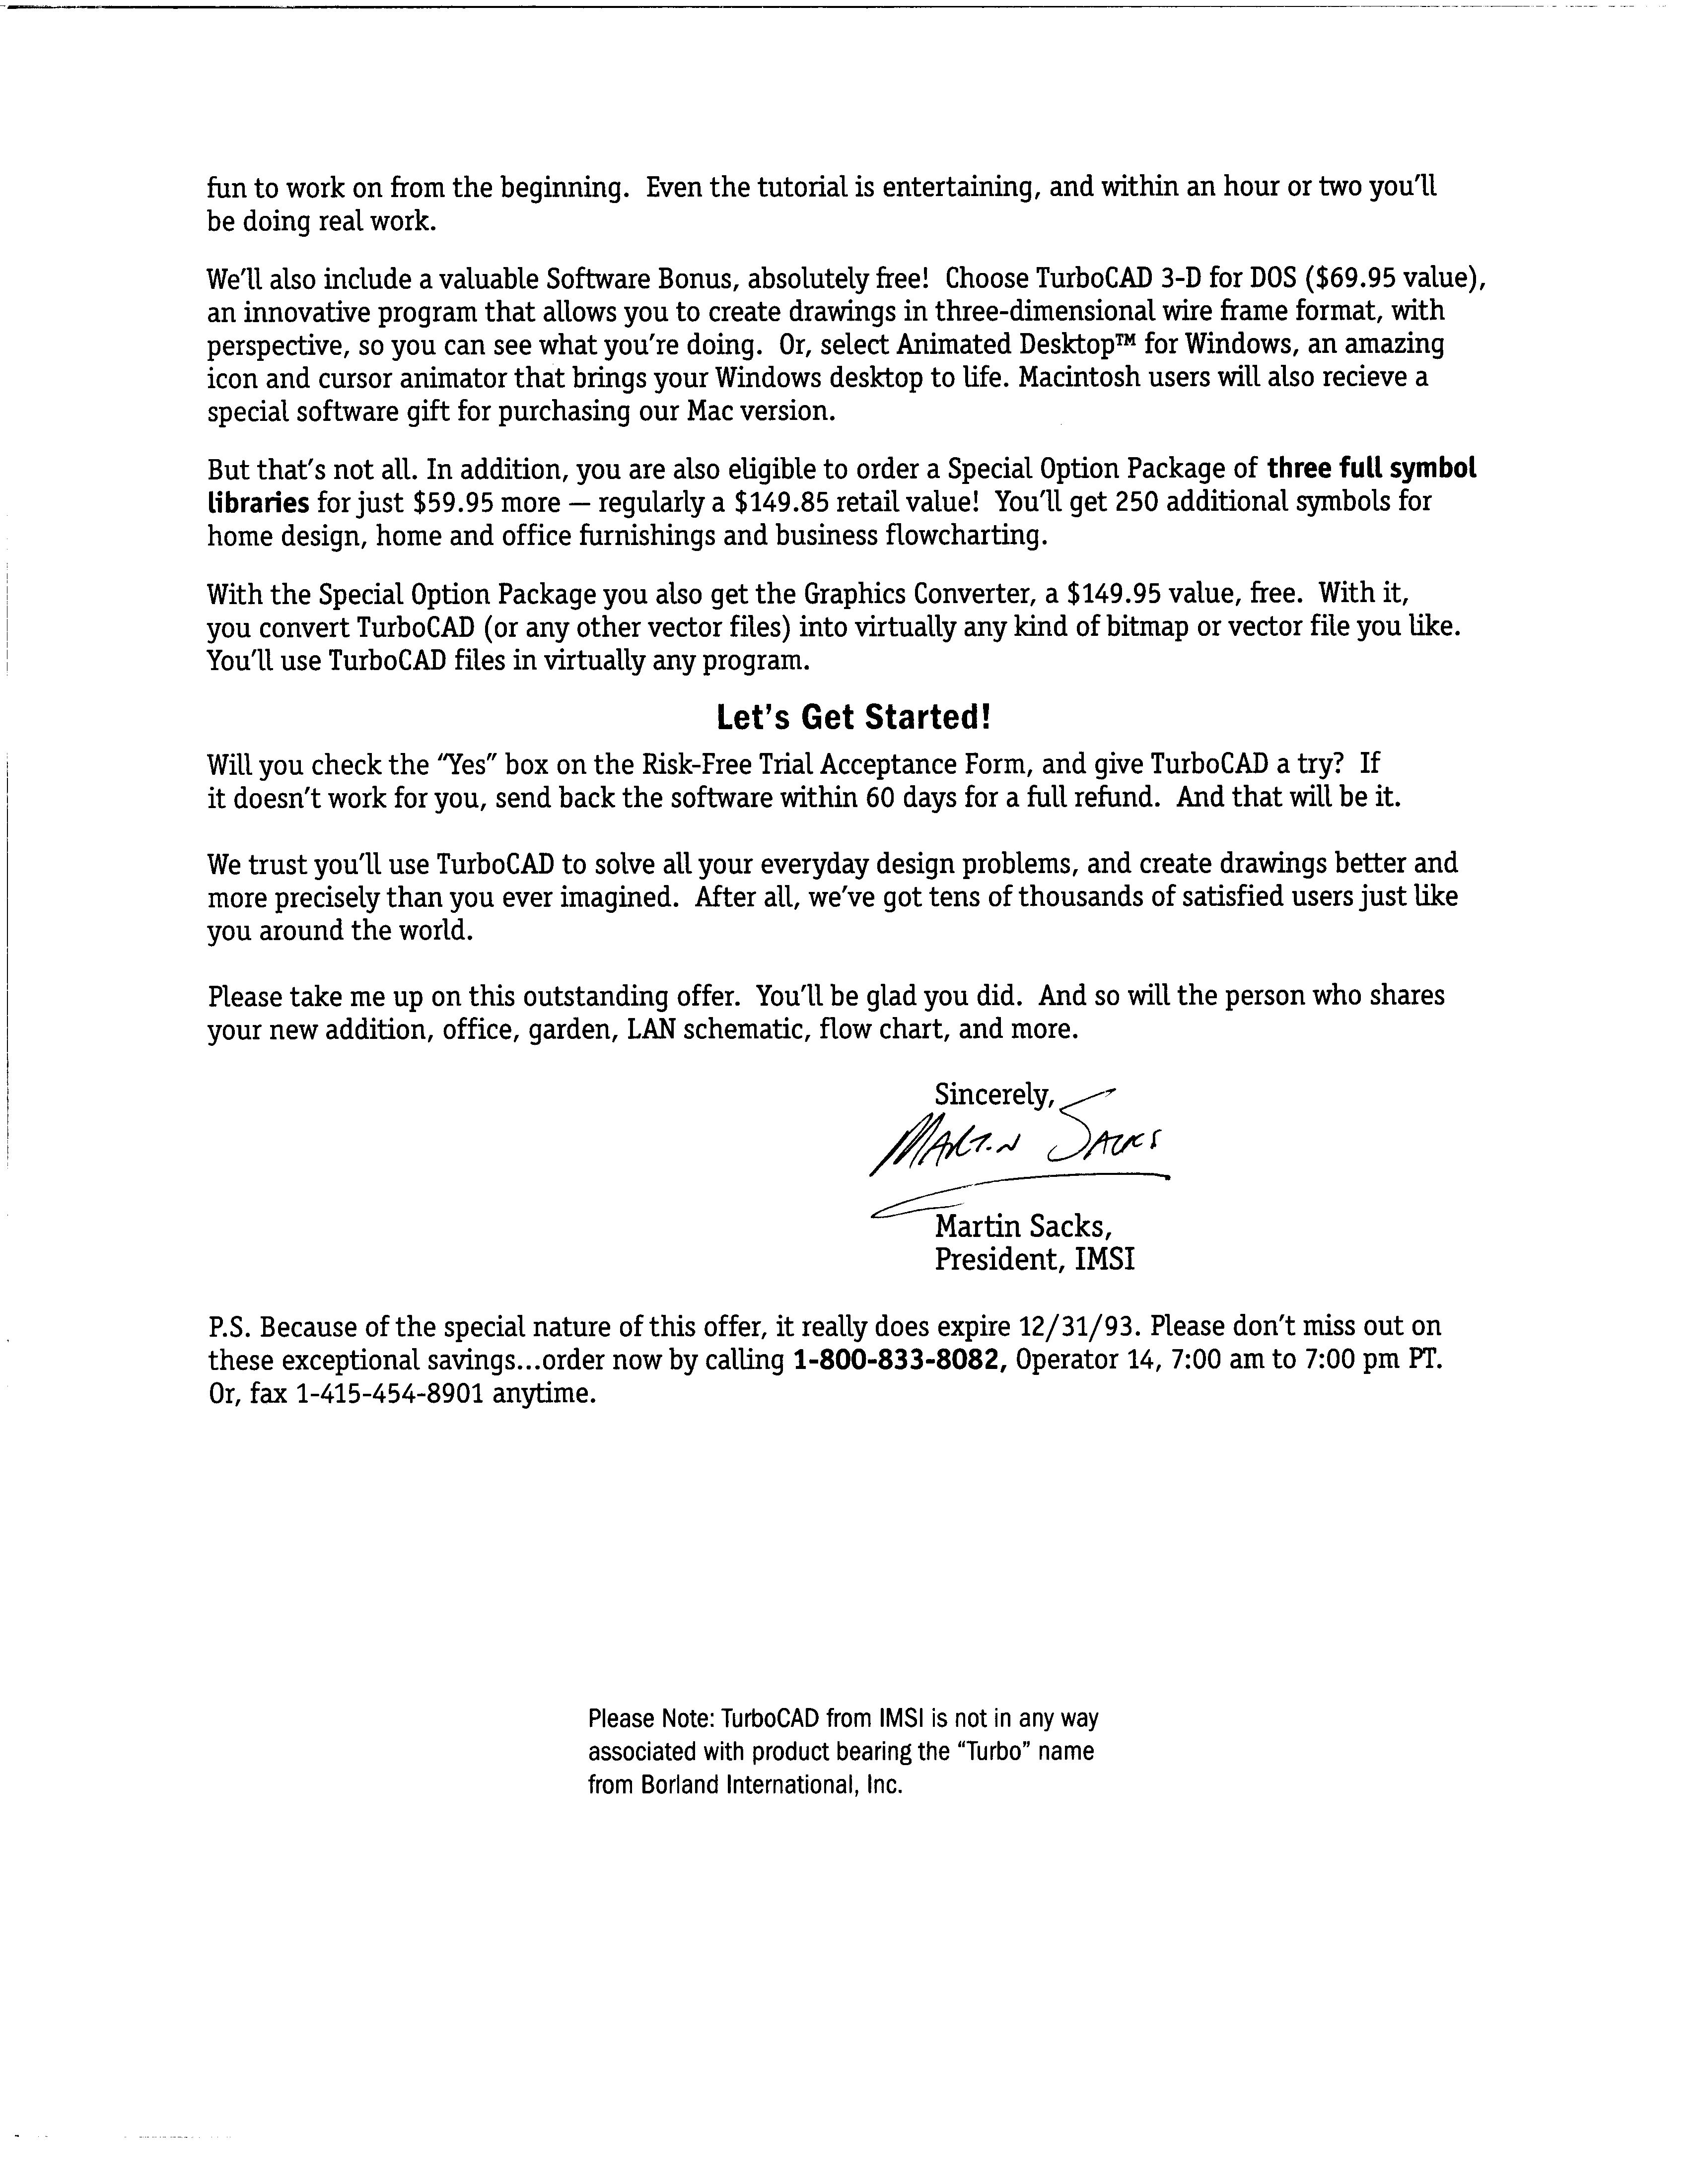 fun to work on from the beginning.  Even the tutorial is entertaining, and within an hour or two you'll
be doing real work.
We'll also include a valuable Software Bonus, absolutely free!  Choose TurboCAD 3-D for DOS ($69.95 value),
an innovative program that allows you to create drawings in three-dimensional wire frame format, with
perspective, so you can see what you're doing.  Or, select Animated Desktop™ for Windows, an amazing
icon and cursor animator that brings your Windows desktop to life. Macintosh users will also recieve a
special software gift for purchasing our Mac version.
But that's not all. In addition, you are also eligible to order a Special Option Package of three full symbol
libraries for just $59.95 more — regularly a $149.85 retail value!  You'll get 250 additional symbols for
home design, home and office furnishings and business flowcharting.
With the Special Option Package you also get the Graphics Converter, a $149.95 value, free.  With it,
you convert TurboCAD (or any other vector files) into virtually any kind of bitmap or vector file you like.
You'll use TurboCAD files in virtually any program.
Let's Get Started!
Will you check the “Yes” box on the Risk-Free Trial Acceptance Form, and give TurboCAD a try?  If
it doesn't work for you, send back the software within 60 days for a full refund.  And that will be it.
We trust you'll use TurboCAD to solve all your everyday design problems, and create drawings better and
more precisely than you ever imagined.  After all, we've got tens of thousands of satisfied users just like
you around the world.
Please take me up on this outstanding offer.  You'll be glad you did.  And so will the person who shares
your new addition, office, garden, LAN schematic, flow chart, and more.
Sincerely,
MARTIN SACKS
Martin Sacks,
President, IMSI
P.S. Because of the special nature of this offer, it really does expire 12/31/93. Please don't miss out on
these exceptional savings...order now by calling 1-800-833-8082, Operator 14, 7:00 am to 7:00 pm PT.
Or, fax 1-415-454-8901 anytime.
Please Note: TurboCAD from IMSI is not in any way
associated with product bearing the “Turbo” name
from Borland International, Inc.